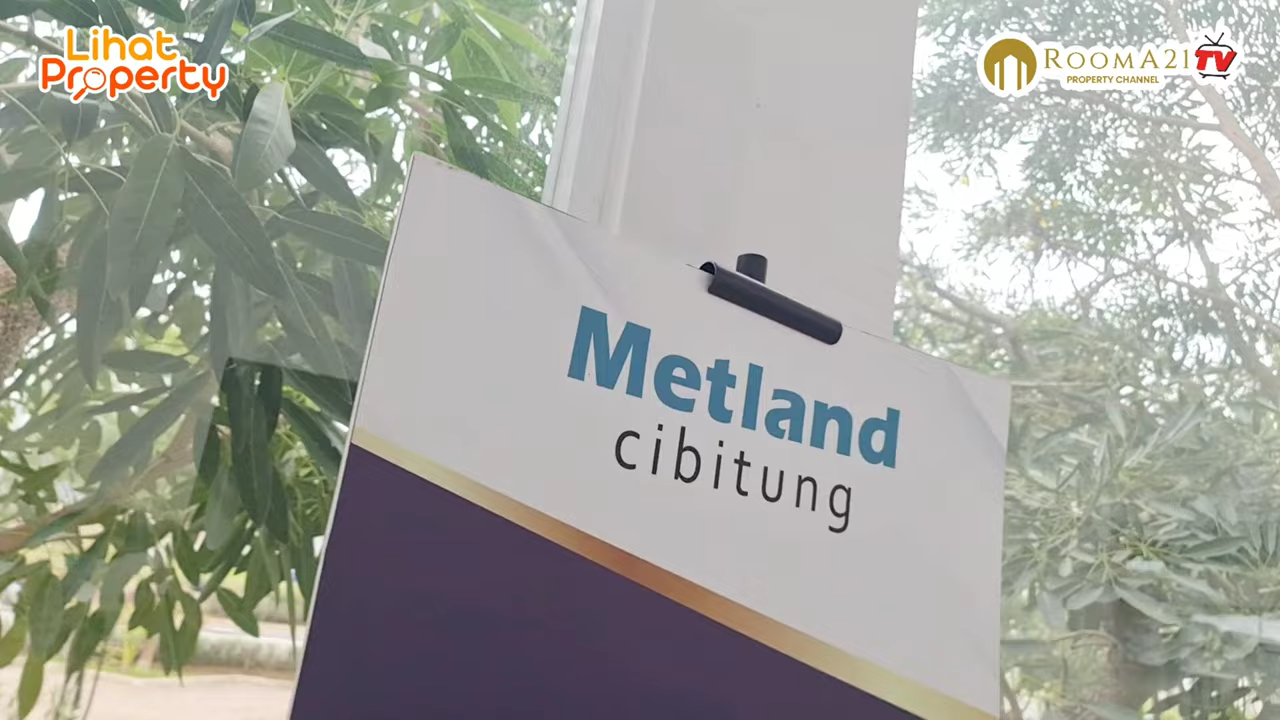 Lihat
Property
ROOMA21 TV
PROPERTY CHANNEL
Metland
cibitung